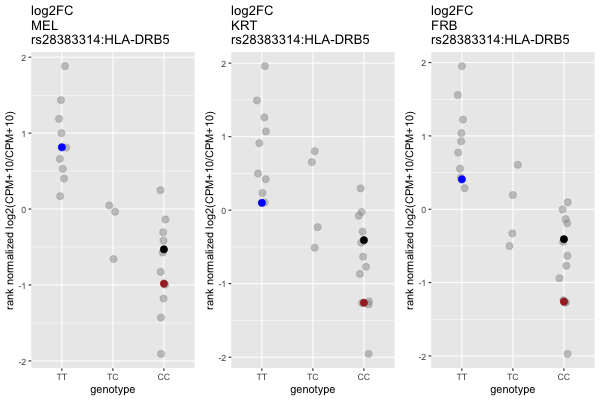 log2FC
MEL
rs28383314:HLA-DRB5
rank normalized log2(CPM+10/CPM+10)
2
1
0
-1
-2
TT
TC
CC
genotype
log2FC
KRT
rs28383314:HLA-DRB5
rank normalized log2(CPM+10/CPM+10)
2
1
0
-1
-2
TT
TC
CC
genotype
log2FC
FRB
rs28383314:HLA-DRB5
rank normalized log2(CPM+10/CPM+10)
2
1
0
-1
-2
TT
TC
CC
genotype